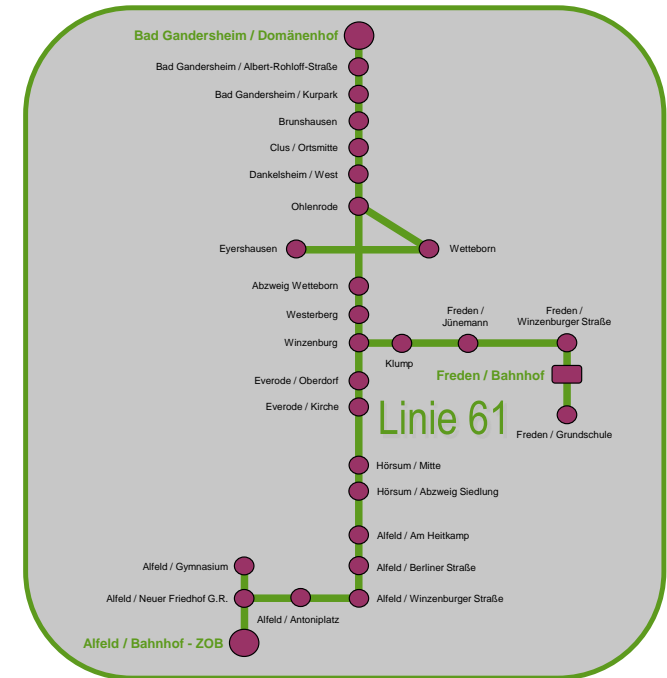 Bad Gandersheim / Domänenhof
Bad Gandersheim / Albert-Rohloff-Straße
Bad Gandersheim / Kurpark
Brunshausen
Clus / Ortsmitte
Dankelsheim / West
Ohlenrode
Eyershausen
Wetteborn
Abzweig Wetteborn
Westerberg
Freden /
Jünemann
Freden /
Winzenburger Straße
Winzenburg
Klump
Everode / Oberdorf
Freden / Bahnhof
Everode / Kirche
Linie 61
Freden / Grundschule
Hörsum / Mitte
Hörsum / Abzweig Siedlung
Alfeld / Am Heitkamp
Alfeld / Gymnasium
Alfeld / Berliner Straße
Alfeld / Neuer Friedhof G.R.
Alfeld / Winzenburger Straße
Alfeld / Antoniplatz
Alfeld / Bahnhof - ZOB